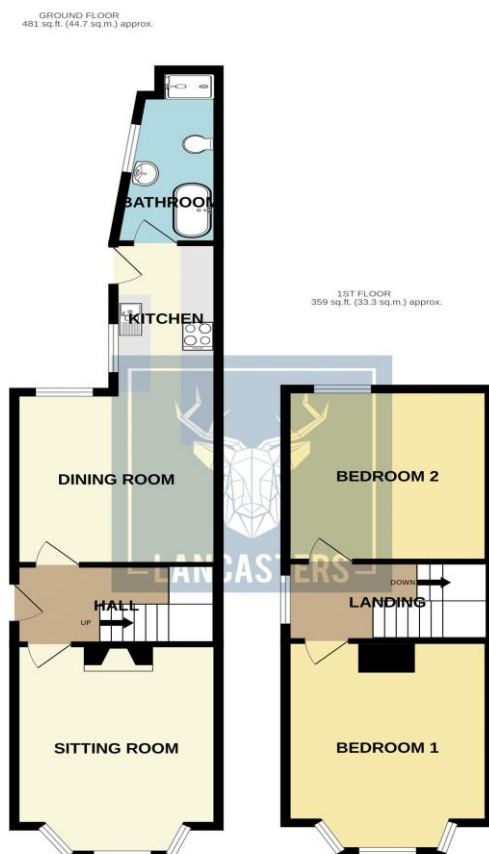 GROUND FLOOR
481 sq.ft. (44.7 sq.m.) approx.
BATHROOM
KITCHEN
DINING ROOM
HALL
UP
SITTING ROOM
1ST FLOOR
359 sq.ft. (33.3 sq.m.) approx.
BEDROOM 2
DOWN
LANDING
BEDROOM 1
LANCASTERS